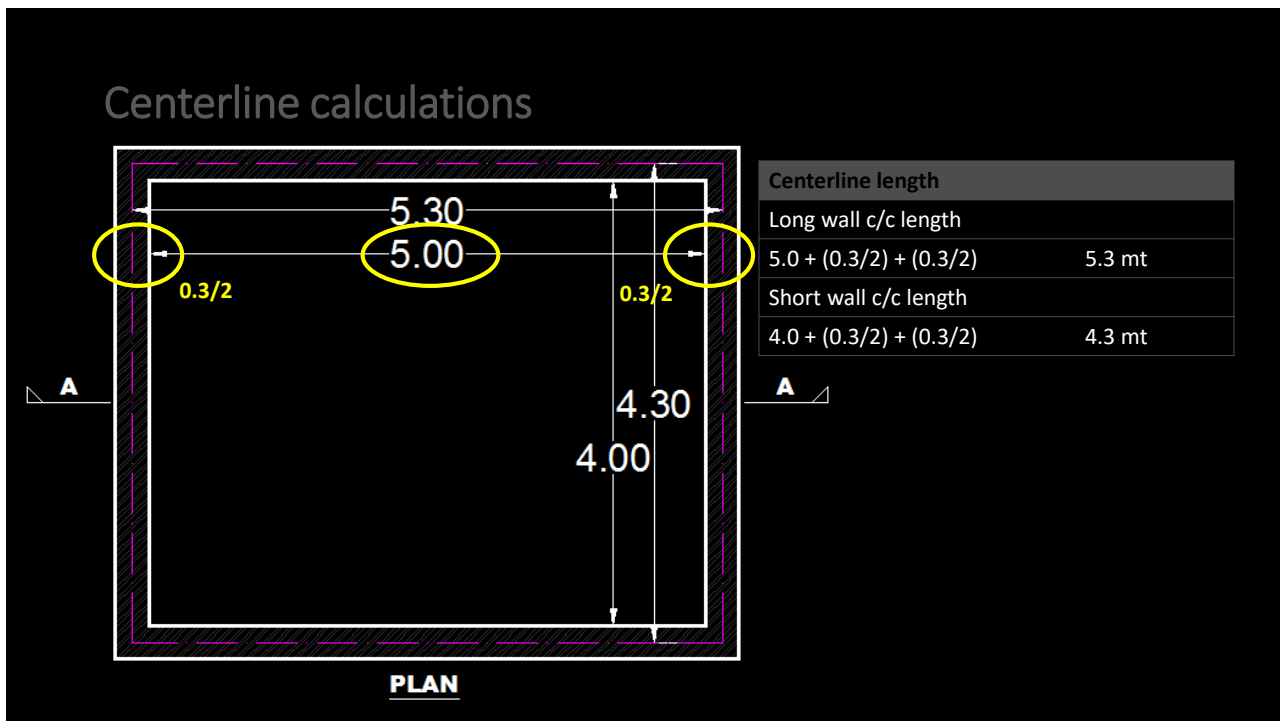 Centerline calculations
5.30
5.00
0.3/2
0.3/2
4.30
4.00
A
A
PLAN
Centerline length
Long wall c/c length
5.0 + (0.3/2) + (0.3/2) 5.3 mt
Short wall c/c length
4.0 + (0.3/2) + (0.3/2) 4.3 mt